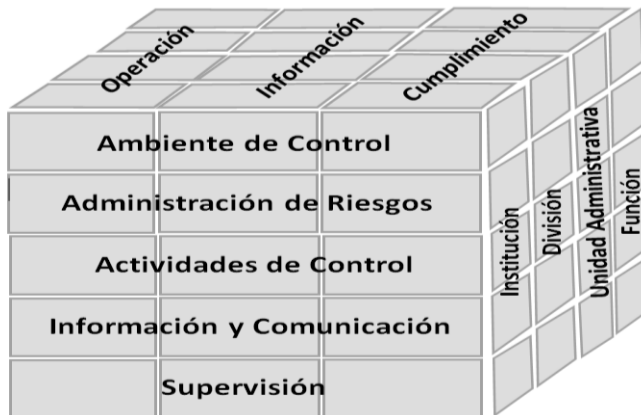 Operación
Información
Cumplimiento
Ambiente de Control
Administración de Riesgos
Actividades de Control
Información y Comunicación
Supervisión
Institución
División
Unidad Administrativa
Función